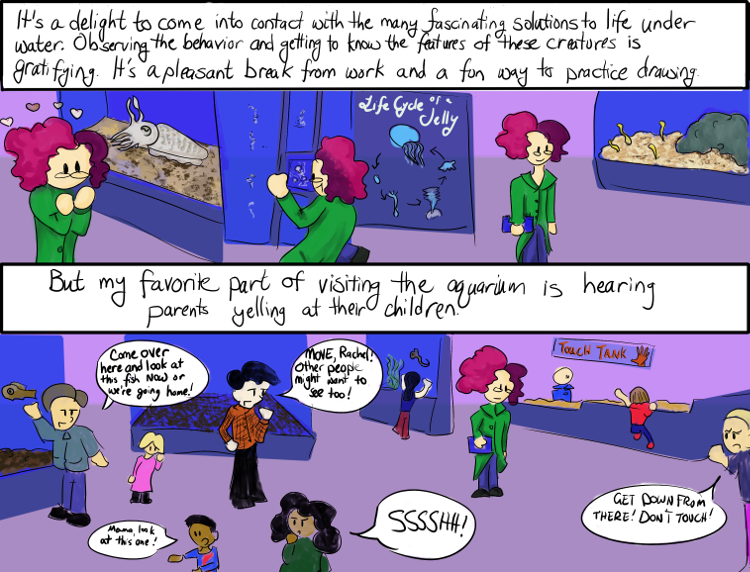 It's a delight to come into contact with the many fascinating solutions to life under
water. Observing the behavior and getting to know the features of these creatures is
gratifying. It's a pleasant break from work and a fun way to practice drawing.
Life Cycle of a
Jelly
But my favorite part of visiting the aquarium is hearing
parents yelling at their children.
Come over
here and look at
this fish NOW or
we're going home!
MOVE, Rachel!
Other people
might want to
see too!
TOUCH TANK
Mama, look
at this one!
SSSSHH!
GET DOWN FROM
THERE! DON'T TOUCH!